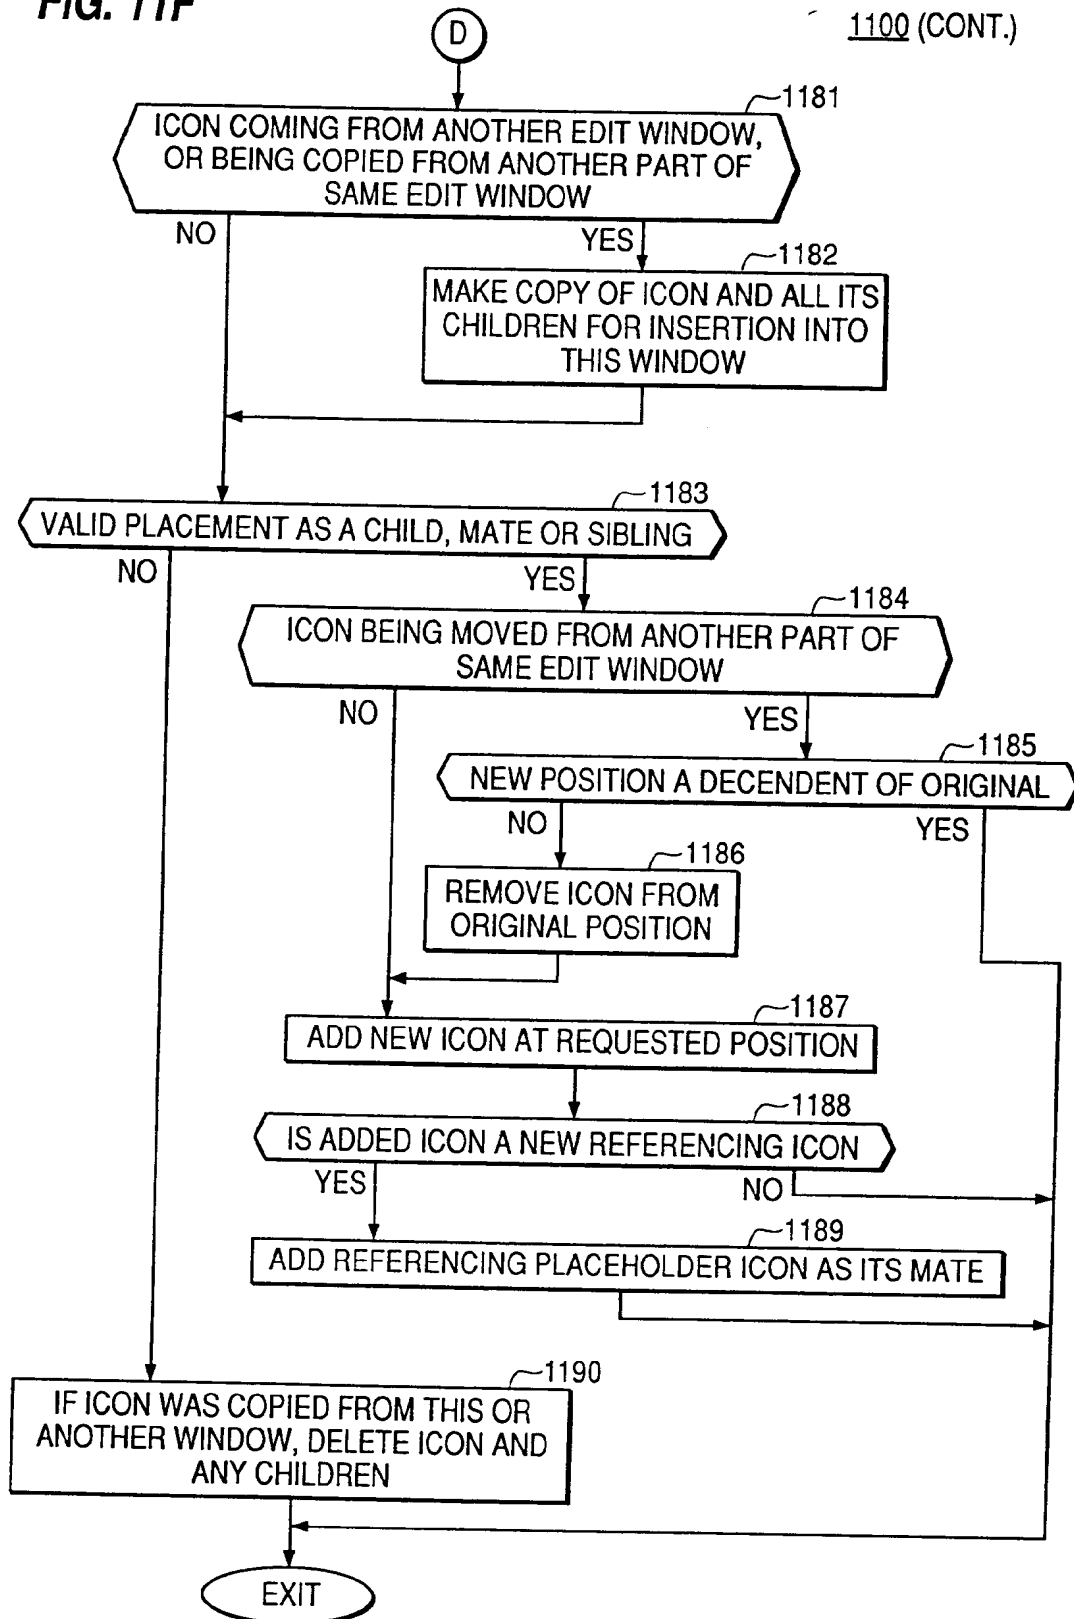 FIG. 11F
1100 (CONT.)
D
1181
ICON COMING FROM ANOTHER EDIT WINDOW,
OR BEING COPIED FROM ANOTHER PART OF
SAME EDIT WINDOW
NO
YES
1182
MAKE COPY OF ICON AND ALL ITS
CHILDREN FOR INSERTION INTO
THIS WINDOW
1183
VALID PLACEMENT AS A CHILD, MATE OR SIBLING
NO
YES
1184
ICON BEING MOVED FROM ANOTHER PART OF
SAME EDIT WINDOW
NO
YES
1185
NEW POSITION A DECENDENT OF ORIGINAL
NO
YES
1186
REMOVE ICON FROM
ORIGINAL POSITION
1187
ADD NEW ICON AT REQUESTED POSITION
1188
IS ADDED ICON A NEW REFERENCING ICON
YES
NO
1189
ADD REFERENCING PLACEHOLDER ICON AS ITS MATE
1190
IF ICON WAS COPIED FROM THIS OR
ANOTHER WINDOW, DELETE ICON AND
ANY CHILDREN
EXIT